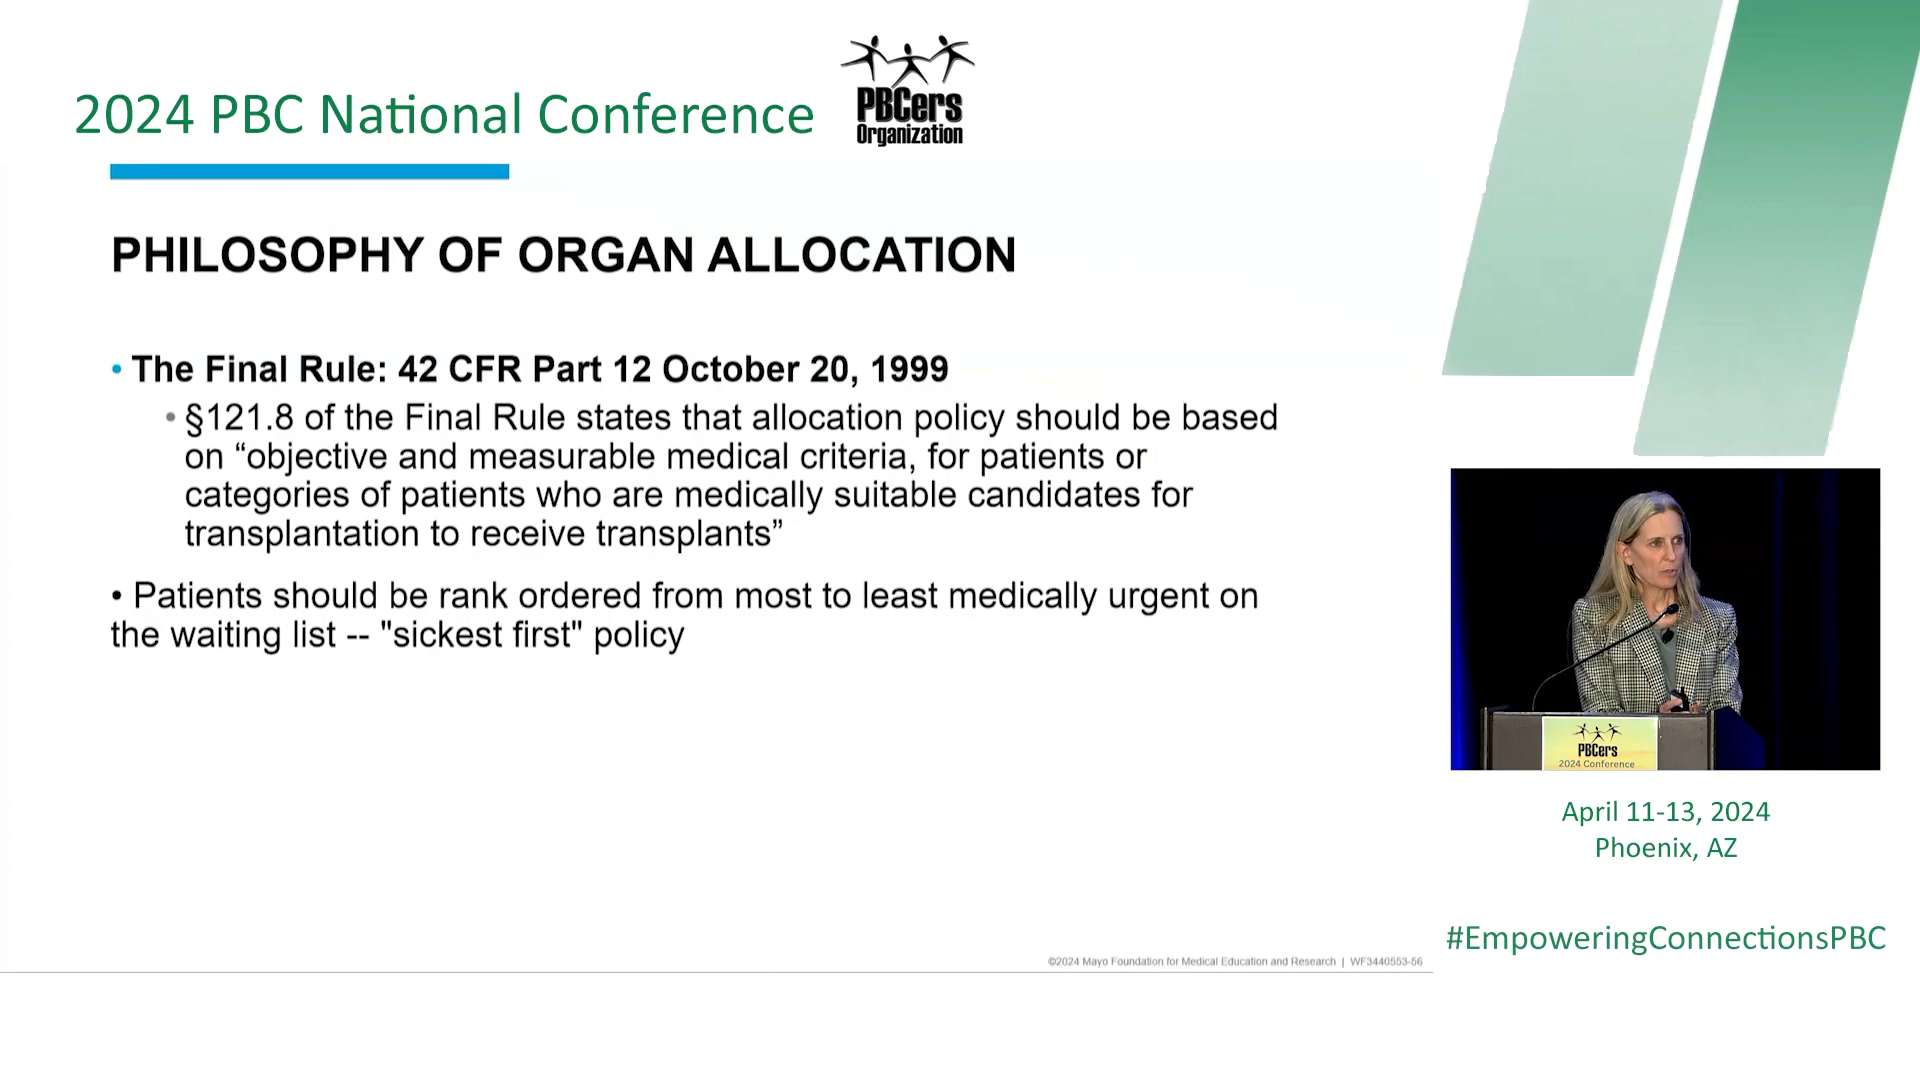 2024 PBC National Conference
PBCers
Organization
PHILOSOPHY OF ORGAN ALLOCATION
• The Final Rule: 42 CFR Part 12 October 20, 1999
• §121.8 of the Final Rule states that allocation policy should be based
on “objective and measurable medical criteria, for patients or
categories of patients who are medically suitable candidates for
transplantation to receive transplants”
• Patients should be rank ordered from most to least medically urgent on
the waiting list -- "sickest first" policy
©2024 Mayo Foundation for Medical Education and Research | WF3440553-56
PBCers
2024 Conference
April 11-13, 2024
Phoenix, AZ
#EmpoweringConnectionsPBC